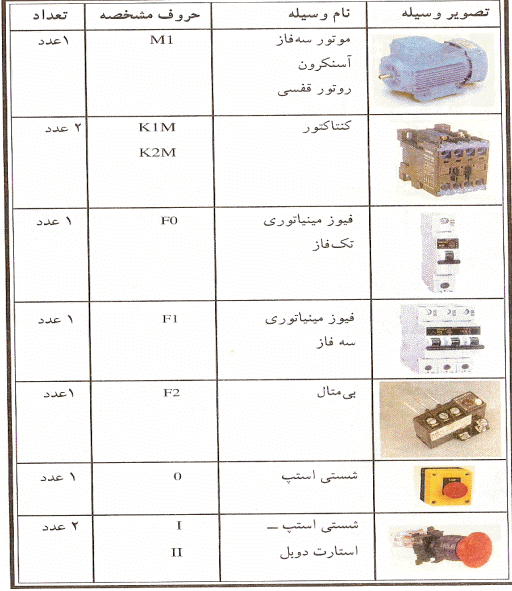 تصویر وسیله	نام وسیله	حروف مشخصه	تعداد
موتور سه‌فاز	M1	۱عدد
آسنکرون
روتور قفسی
کنتاکتور	K1M	۲ عدد
K2M
فیوز مینیاتوری	F0	۱ عدد
تک‌فاز
فیوز مینیاتوری	F1	۱ عدد
سه فاز
بی‌متال	F2	۱عدد
شستی استپ	0	۱ عدد
شستی استپ –	I	۲ عدد
استارت دوبل	II